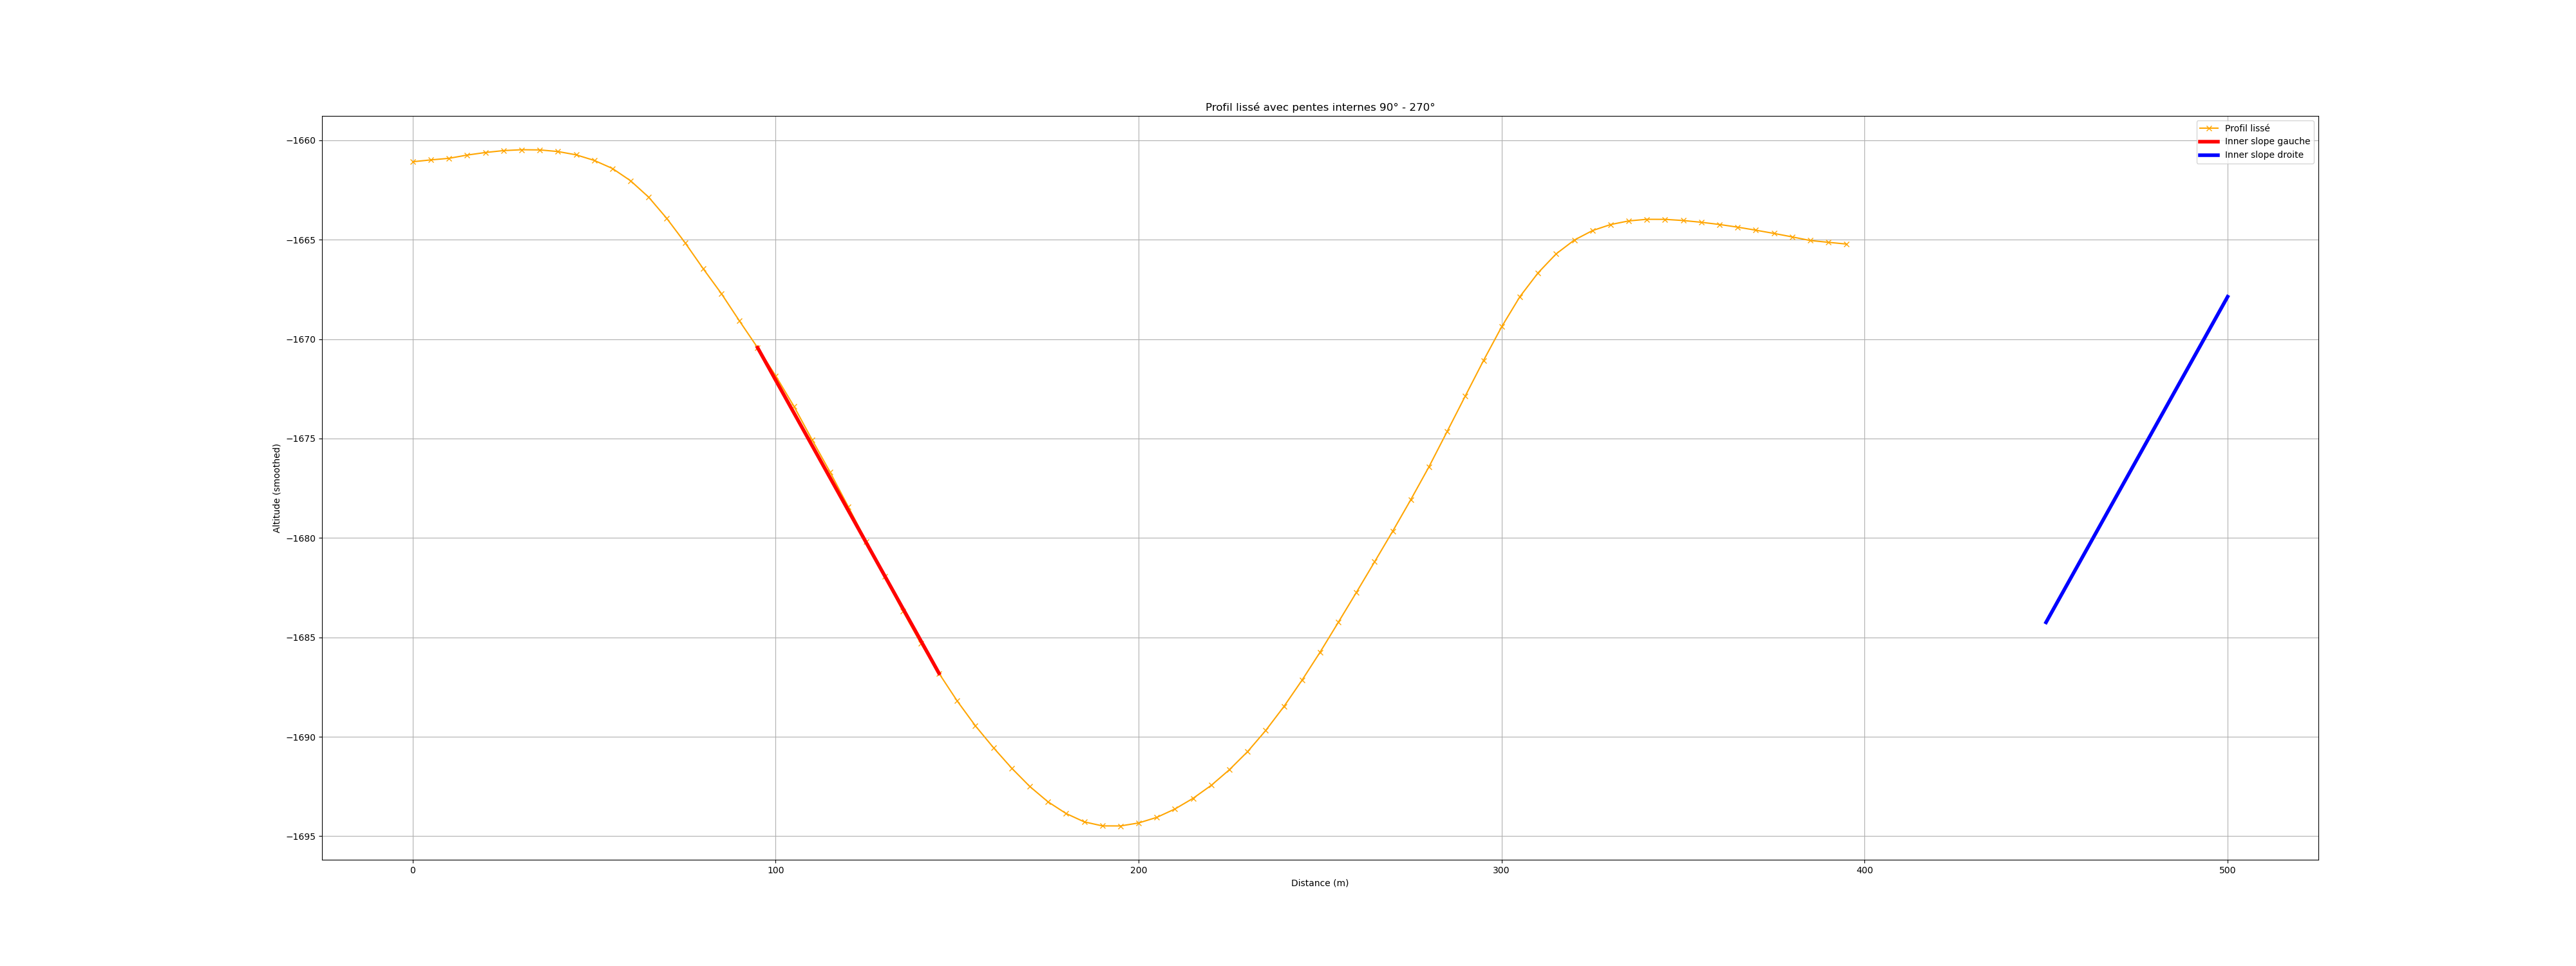 Profil lissé avec pentes internes 90° - 270°
Profil lissé
Inner slope gauche
Inner slope droite
Altitude (smoothed)
−1660
−1665
−1670
−1675
−1680
−1685
−1690
−1695
0
100
200
300
400
500
Distance (m)